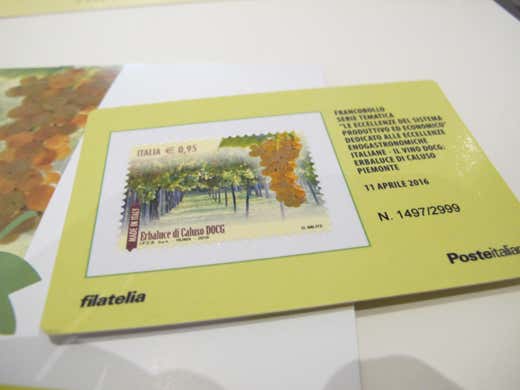 ITALIA € 0,95
MADE IN ITALY
Erbaluce di Caluso DOCG
filatelia
FRANCOBOLLO
SERIE TEMATICA
"LE ECCELLENZE DEL SISTEMA
PRODUTTIVO ED ECONOMICO"
DEDICATO ALLE ECCELLENZE
ENOGASTRONOMICHE
ITALIANE - IL VINO DOCG:
ERBALUCE DI CALUSO
PIEMONTE
11 APRILE 2016
N. 1497/2999
Posteitalian